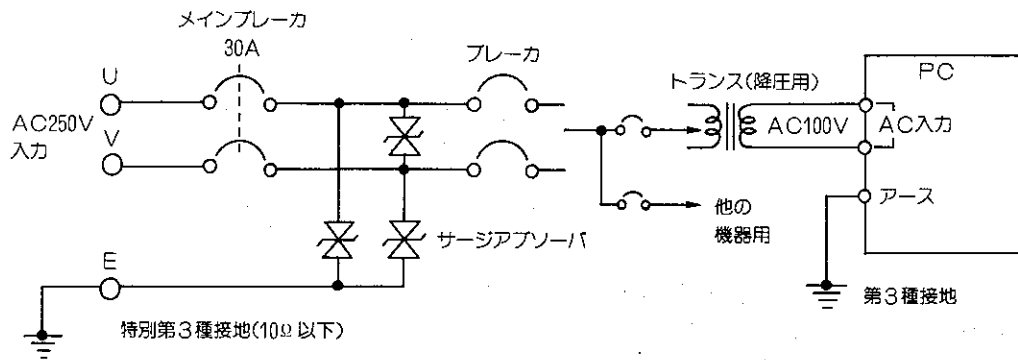 メインブレーカ
30A
ブレーカ
トランス(降圧用)
PC
U
AC250V
入力
V
AC100V
AC入力
アース
他の
機器用
サージアブソーバ
E
第3種接地
特別第3種接地(10Ω以下)